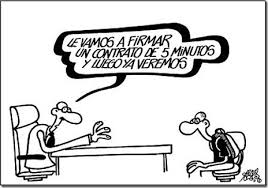 LE VAMOS A FIRMAR
UN CONTRATO DE 5 MINUTOS
Y LUEGO YA VEREMOS